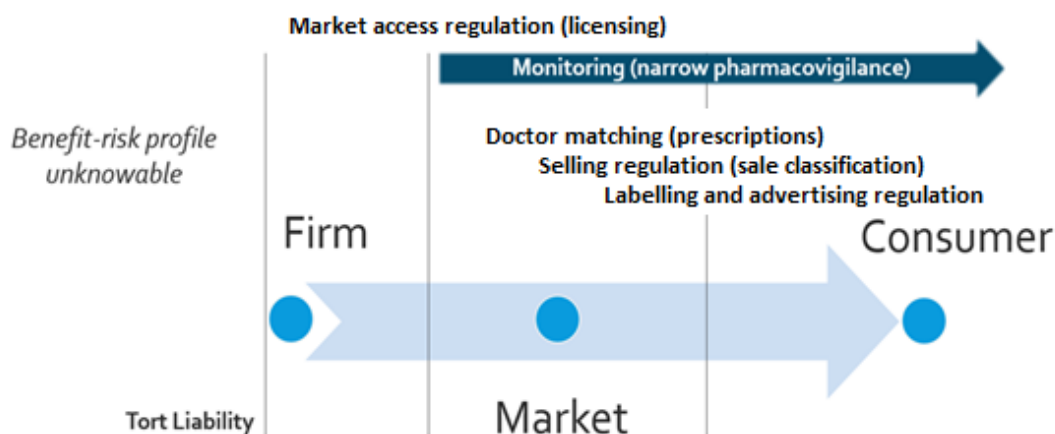 Market access regulation (licensing)
Monitoring (narrow pharmacovigilance)
Benefit-risk profile
unknowable
Doctor matching (prescriptions)
Selling regulation (sale classification)
Labelling and advertising regulation
Firm
Consumer
Tort Liability
Market